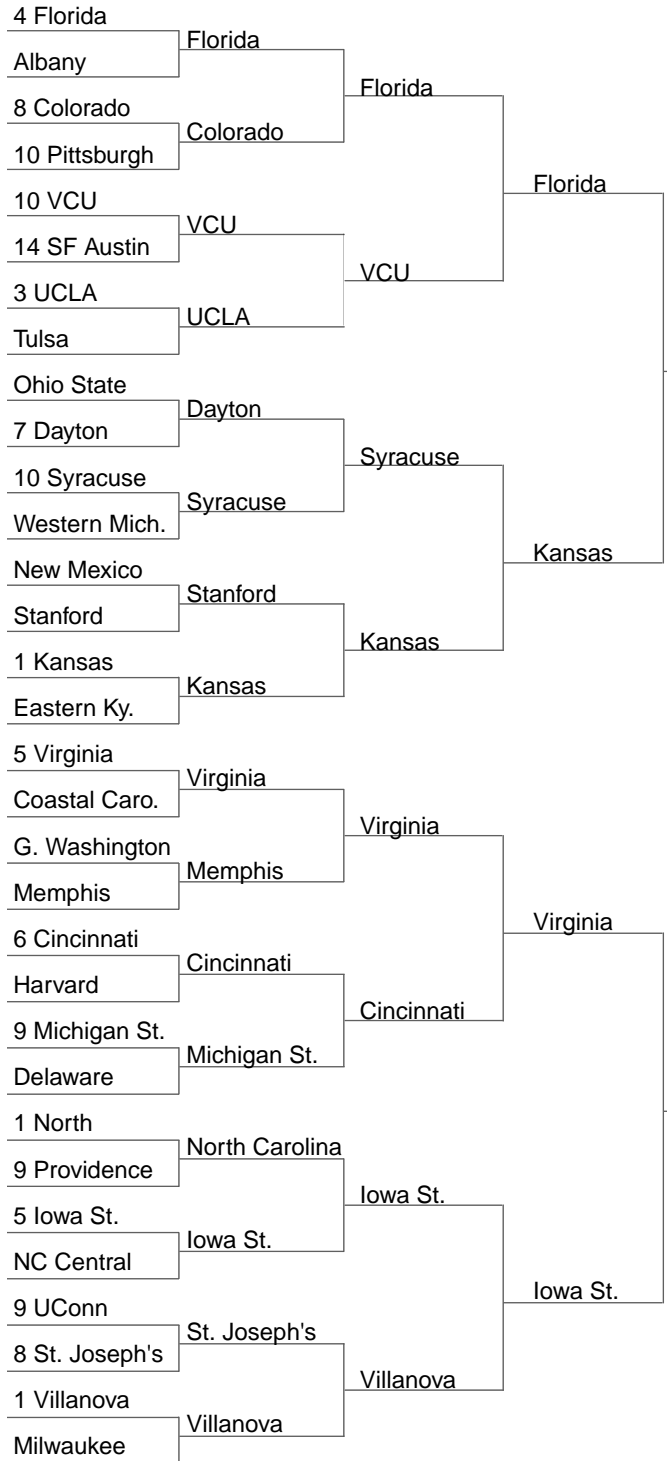 4 Florida
Albany
8 Colorado
10 Pittsburgh
10 VCU
14 SF Austin
3 UCLA
Tulsa
Ohio State
7 Dayton
10 Syracuse
Western Mich.
New Mexico
Stanford
1 Kansas
Eastern Ky.
5 Virginia
Coastal Caro.
G. Washington
Memphis
6 Cincinnati
Harvard
9 Michigan St.
Delaware
1 North
9 Providence
5 Iowa St.
NC Central
9 UConn
8 St. Joseph's
1 Villanova
Milwaukee
Florida
Colorado
VCU
UCLA
Dayton
Syracuse
Stanford
Kansas
Virginia
Memphis
Cincinnati
Michigan St.
North Carolina
Iowa St.
St. Joseph's
Villanova
Florida
VCU
Syracuse
Kansas
Virginia
Cincinnati
Iowa St.
Villanova
Florida
Kansas
Virginia
Iowa St.